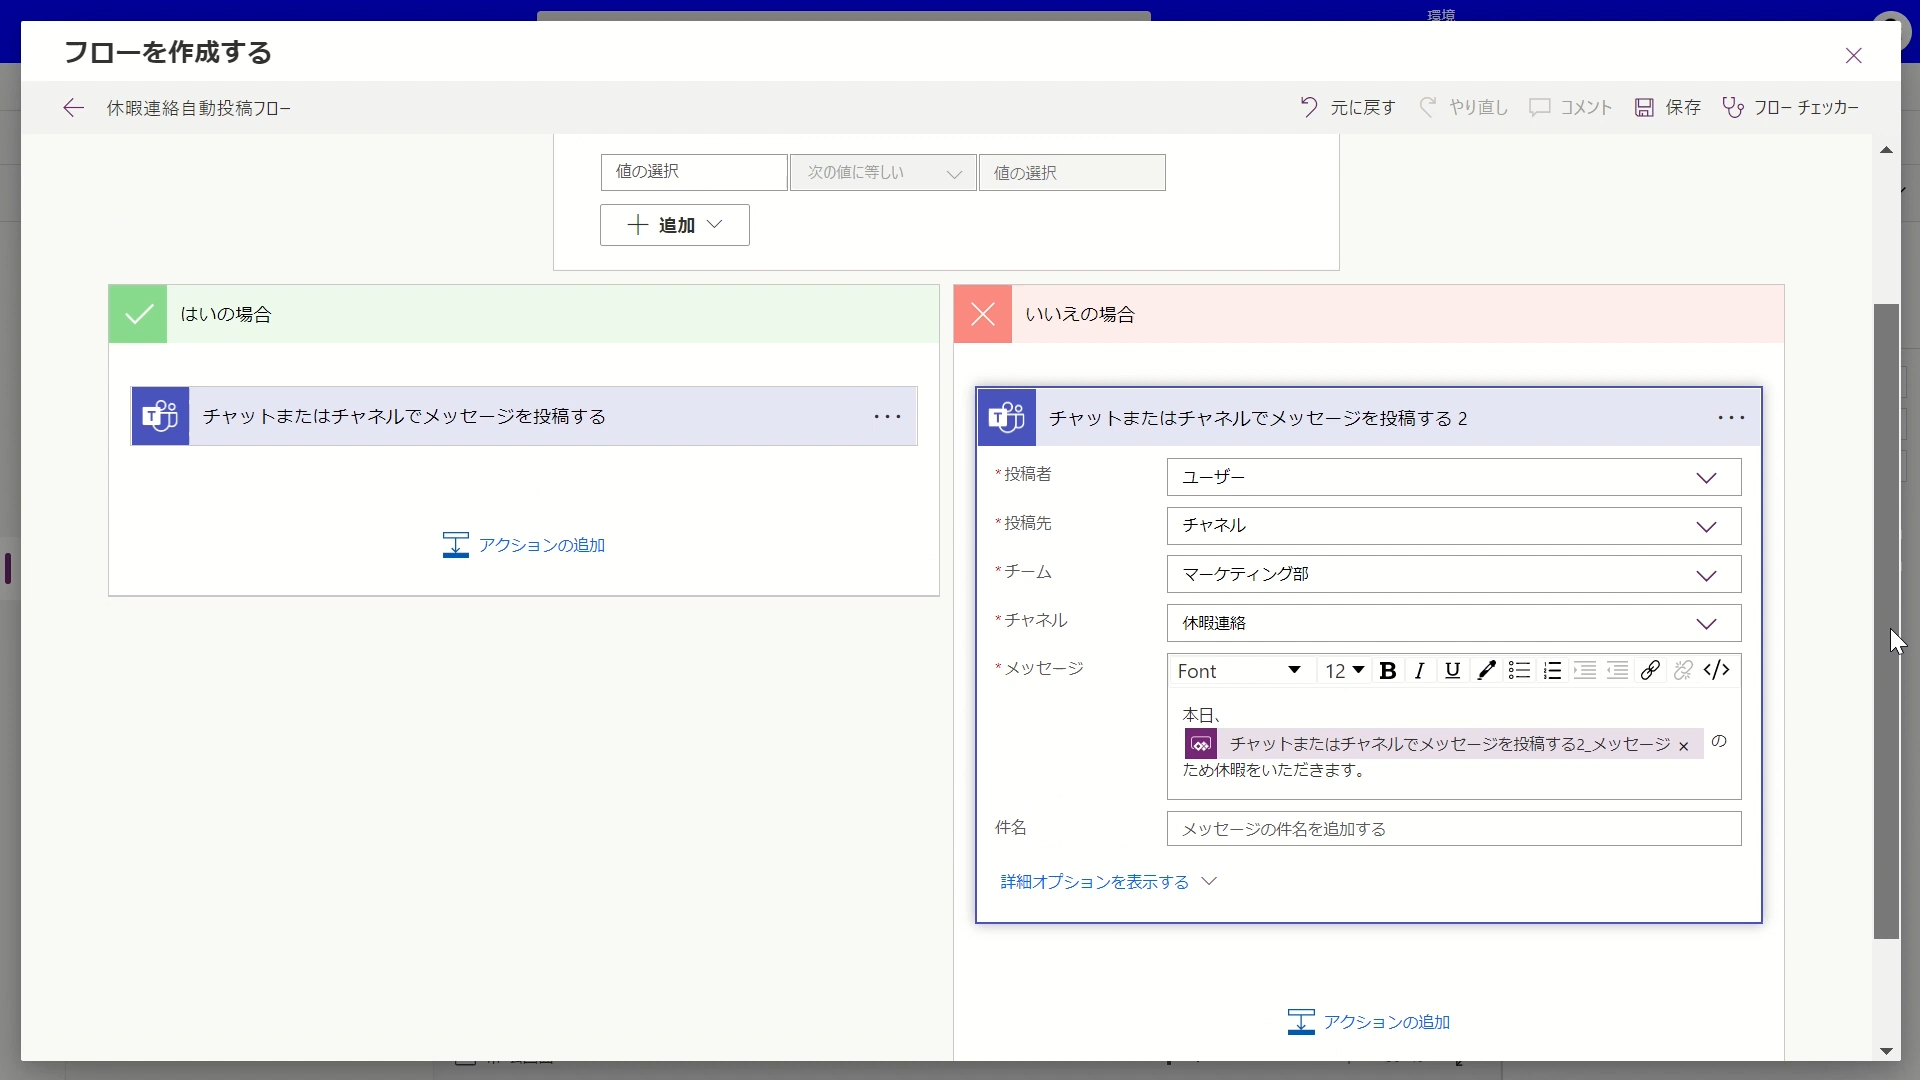 環境
フローを作成する
休暇連絡自動投稿フロー
元に戻す
やり直し
コメント
保存
フロー チェッカー
値の選択
次の値に等しい
値の選択
追加
はいの場合
チャットまたはチャネルでメッセージを投稿する
アクションの追加
いいえの場合
チャットまたはチャネルでメッセージを投稿する 2
*投稿者
ユーザー
*投稿先
チャネル
*チーム
マーケティング部
*チャネル
休暇連絡
*メッセージ
Font
12
B
I
U
</>
本日、
チャットまたはチャネルでメッセージを投稿する2_メッセージ × の
ため休暇をいただきます。
件名
メッセージの件名を追加する
詳細オプションを表示する
アクションの追加